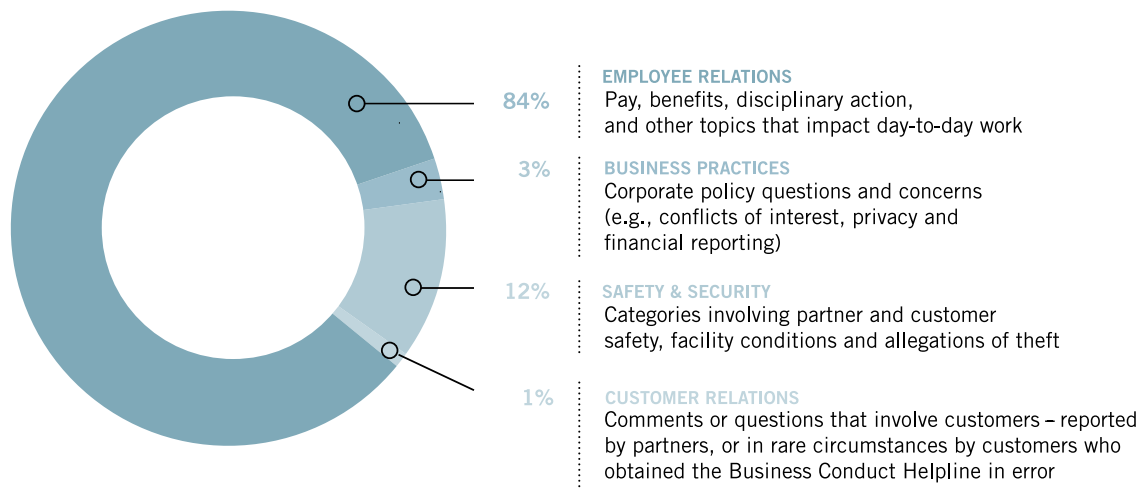 84%
EMPLOYEE RELATIONS
Pay, benefits, disciplinary action,
and other topics that impact day-to-day work
3%
BUSINESS PRACTICES
Corporate policy questions and concerns
(e.g., conflicts of interest, privacy and
financial reporting)
12%
SAFETY & SECURITY
Categories involving partner and customer
safety, facility conditions and allegations of theft
1%
CUSTOMER RELATIONS
Comments or questions that involve customers – reported
by partners, or in rare circumstances by customers who
obtained the Business Conduct Helpline in error